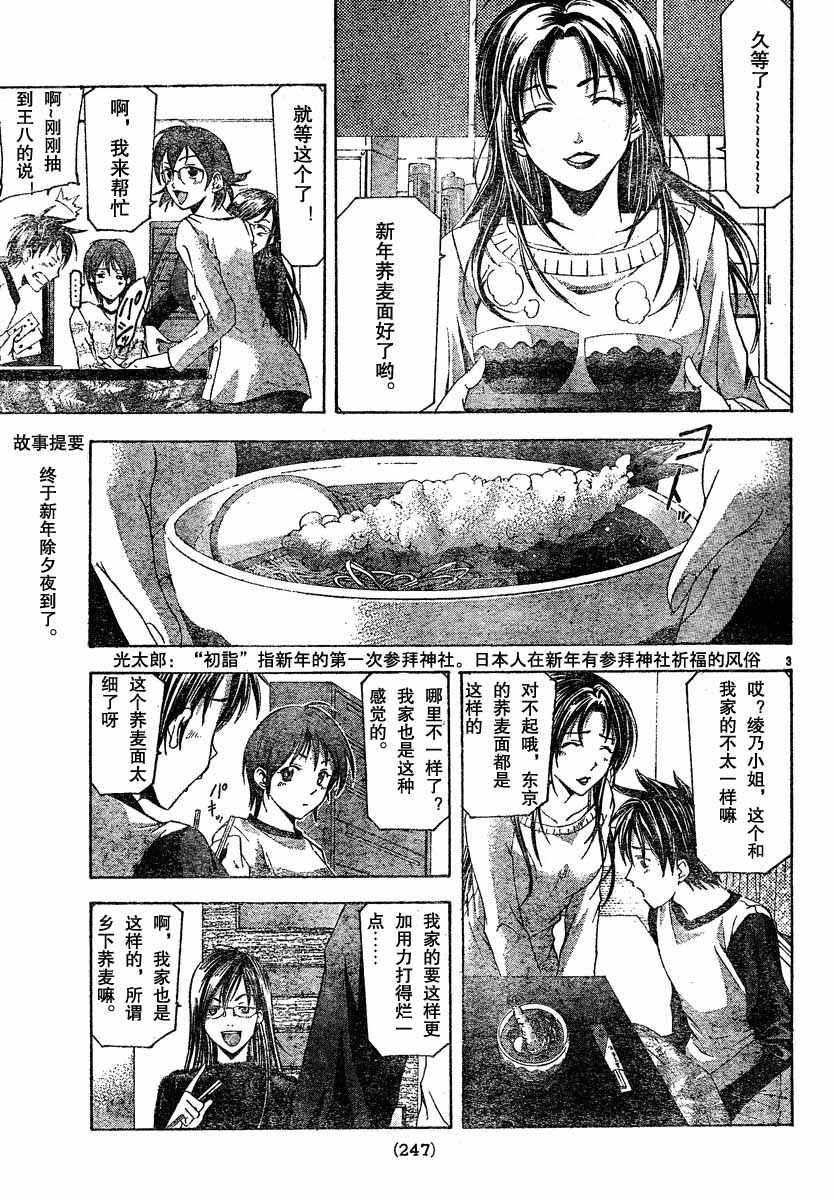 久等了~~~~~~~~~~~
新年荞麦面好了哟。
就等这个了！
啊，我来帮忙
啊~刚刚抽
到王八的说！
……
故事提要
终于新年除夕夜到了。
光太郎：“初詣”指新年的第一次参拜神社。日本人在新年有参拜神社祈福的风俗
3
哎？绫乃小姐，这个和
我家的不太一样嘛
对不起哦，东京
的荞麦面都是
这样的
哪里不一样了？
我家也是这种
感觉的。
这个荞麦面太
细了呀
我家的要这样更
加用力打得烂一
点……
啊，我家也是
这样的，所谓
乡下荞麦嘛。
(247)